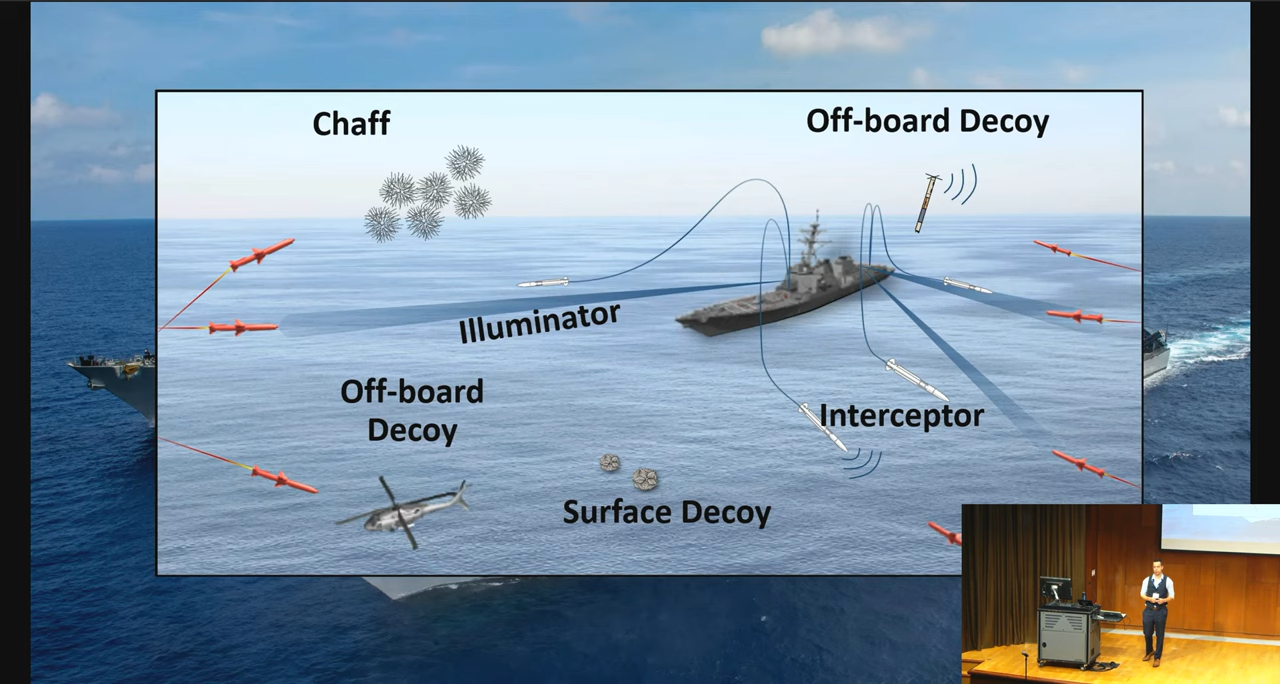 Chaff
Off-board Decoy
Illuminator
Off-board
Decoy
Interceptor
Surface Decoy